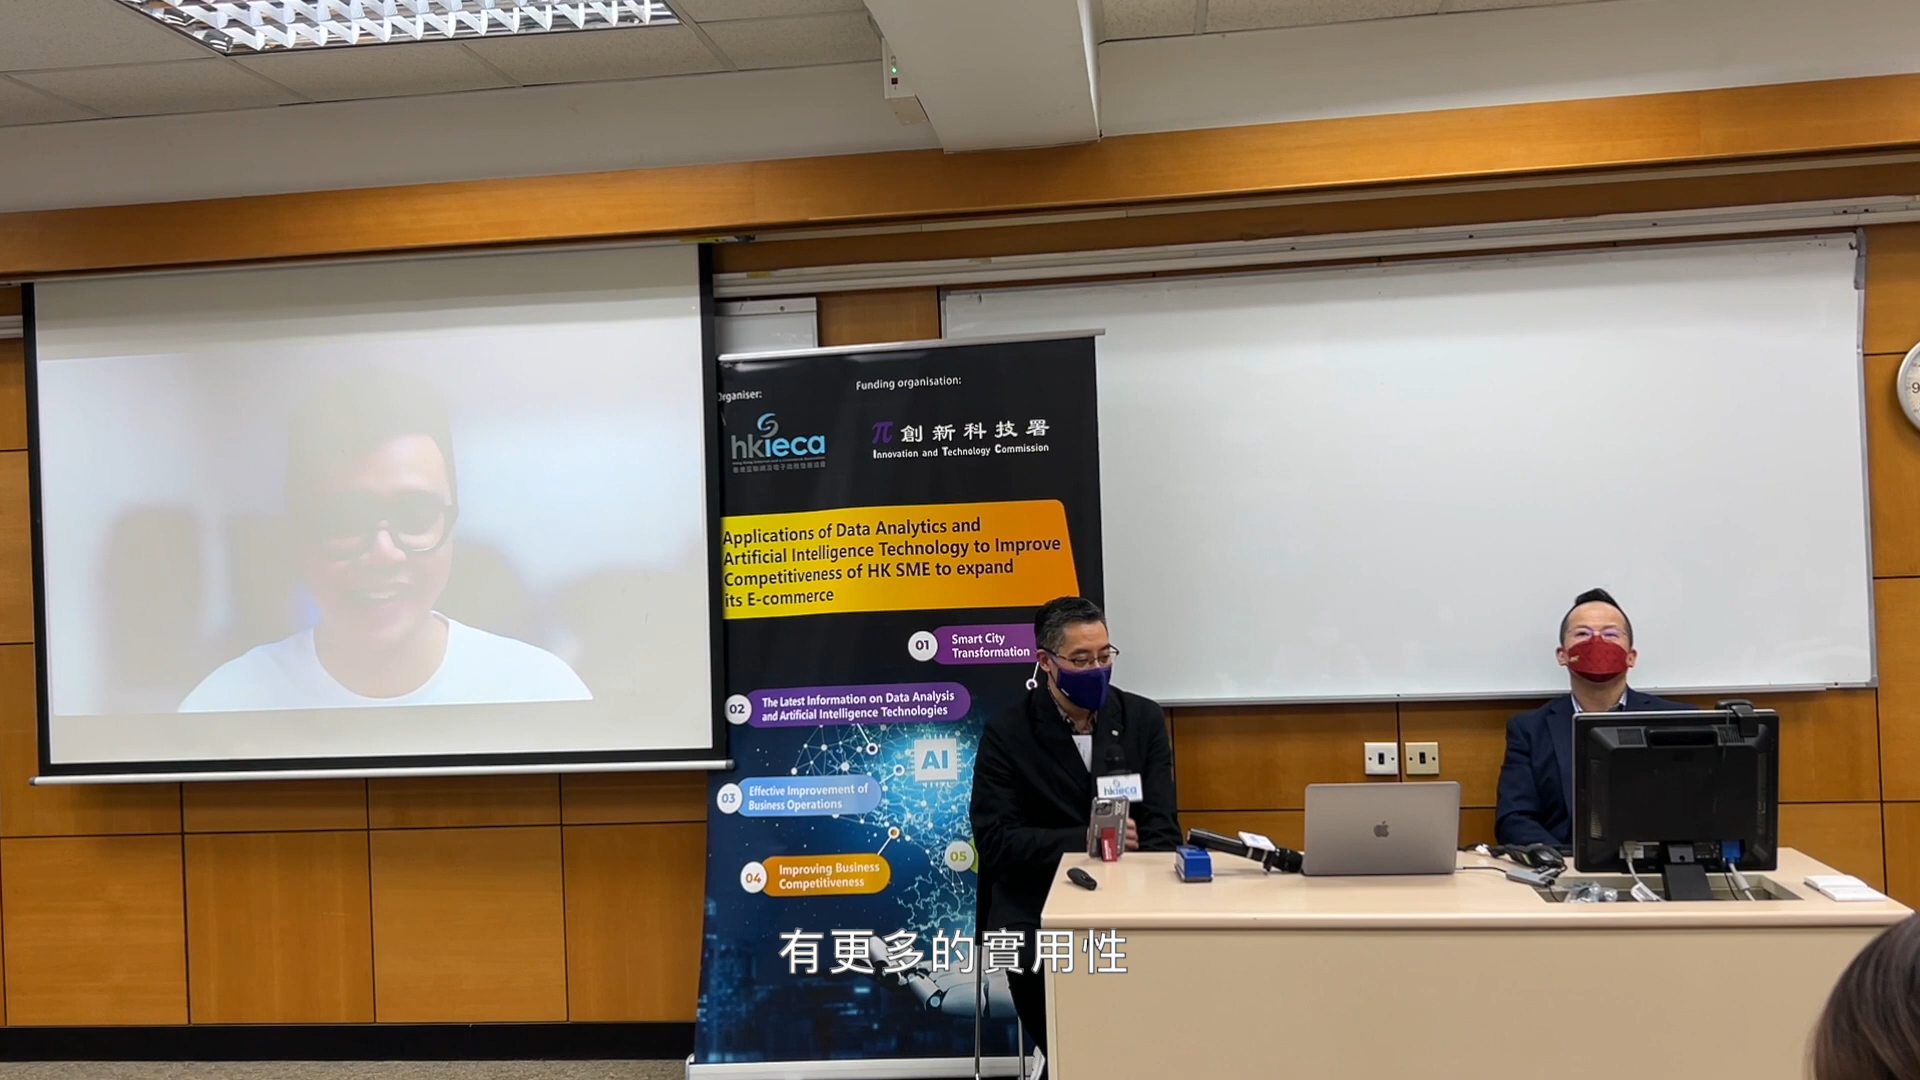 Organiser:
Funding organisation:
hkieca
創新科技署
Innovation and Technology Commission
Applications of Data Analytics and
Artificial Intelligence Technology to Improve
Competitiveness of HK SME to expand
its E-commerce
01
Smart City
Transformation
02
The Latest Information on Data Analysis
and Artificial Intelligence Technologies
AI
03
Effective Improvement of
Business Operations
04
Improving Business
Competitiveness
05
hkieca
9
有更多的實用性